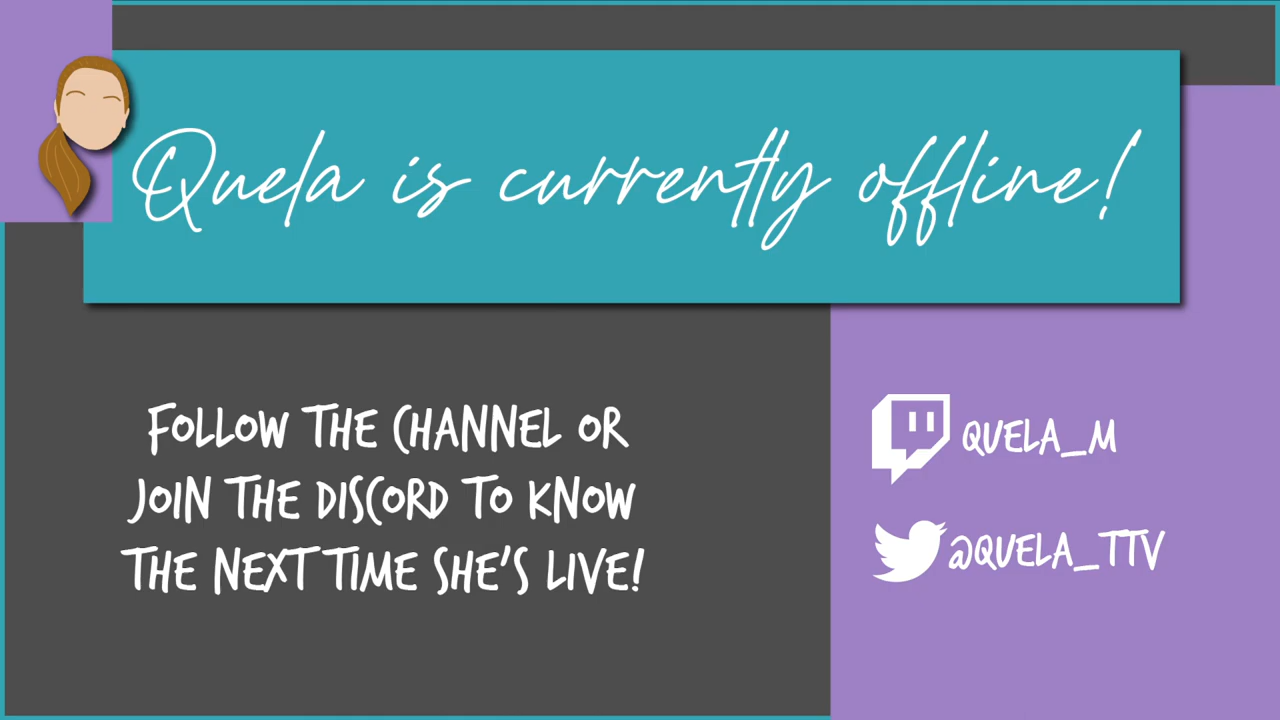 Quela is currently offline!
FOLLOW THE CHANNEL OR
JOIN THE DISCORD TO KNOW
THE NEXT TIME SHE'S LIVE!
QUELA_M
@QUELA_TTV